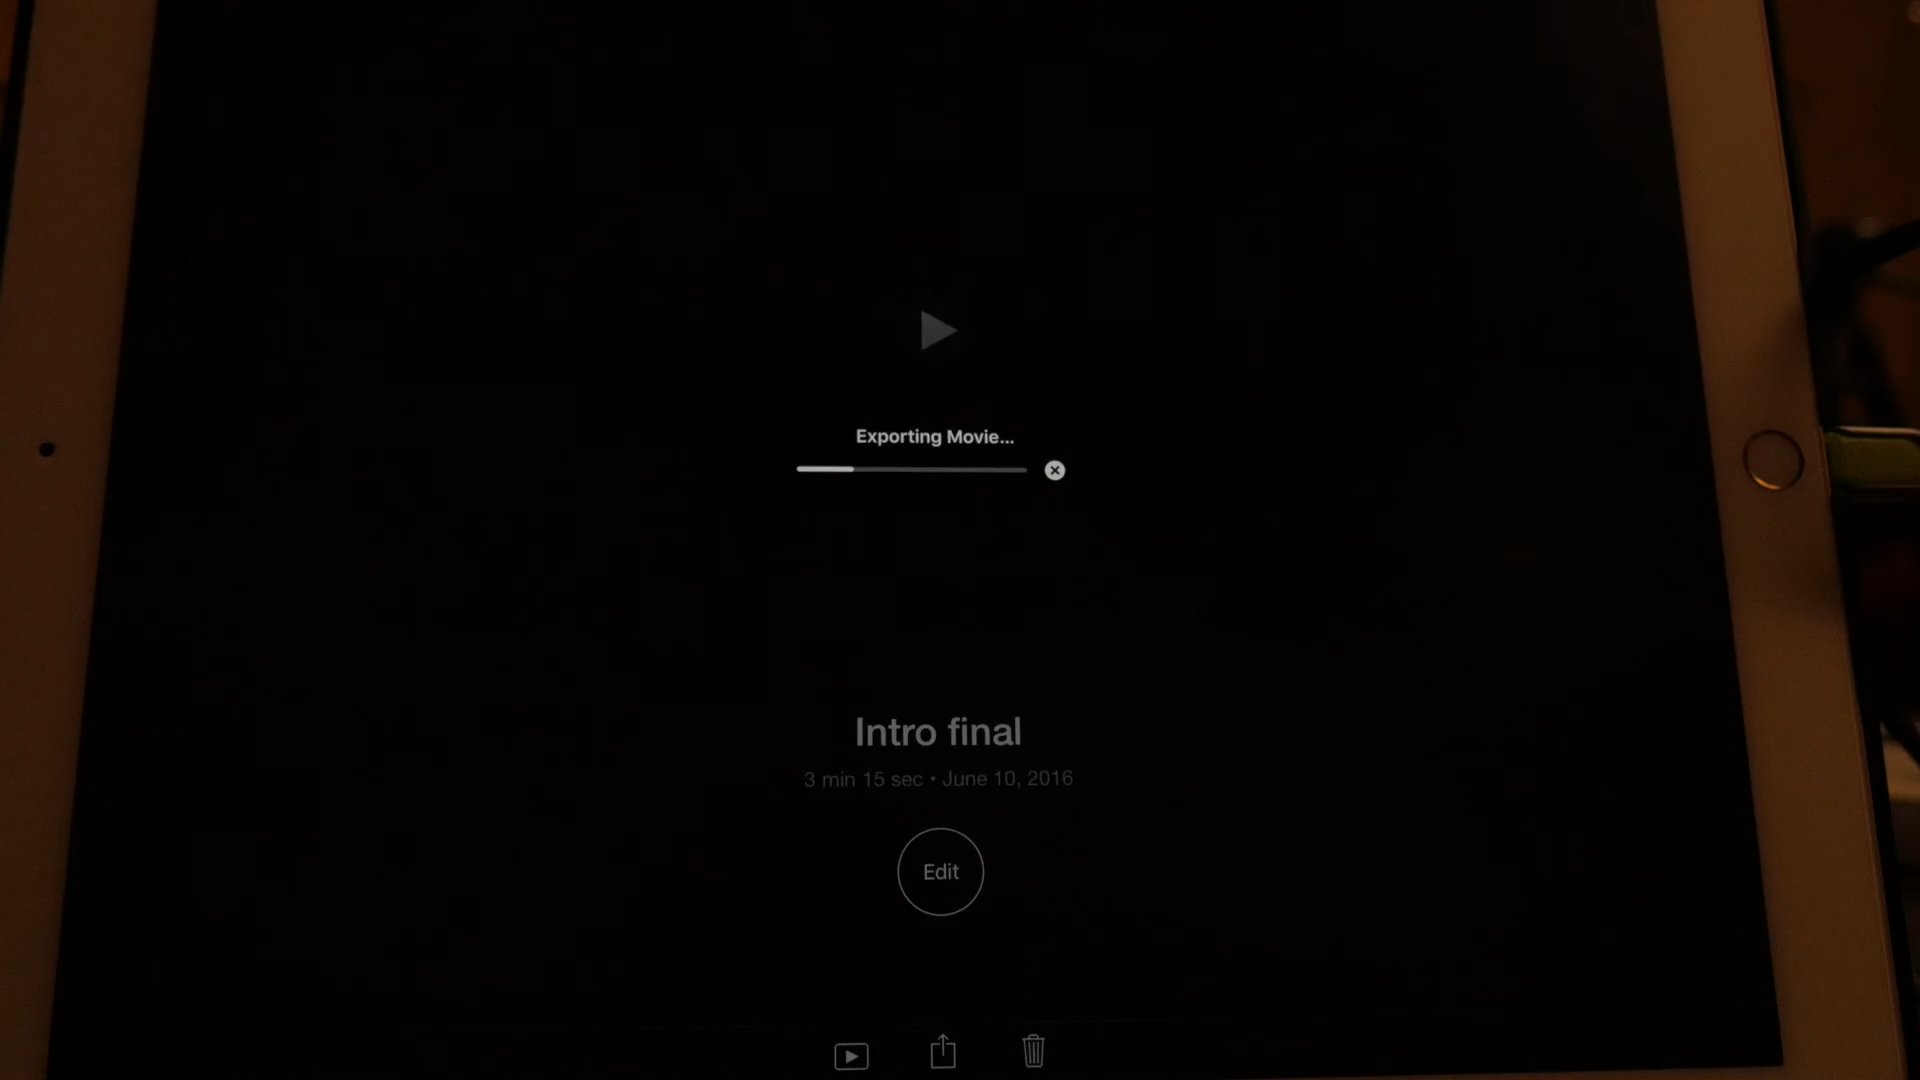 Exporting Movie...
Intro final
3 min 15 sec • June 10, 2016
Edit